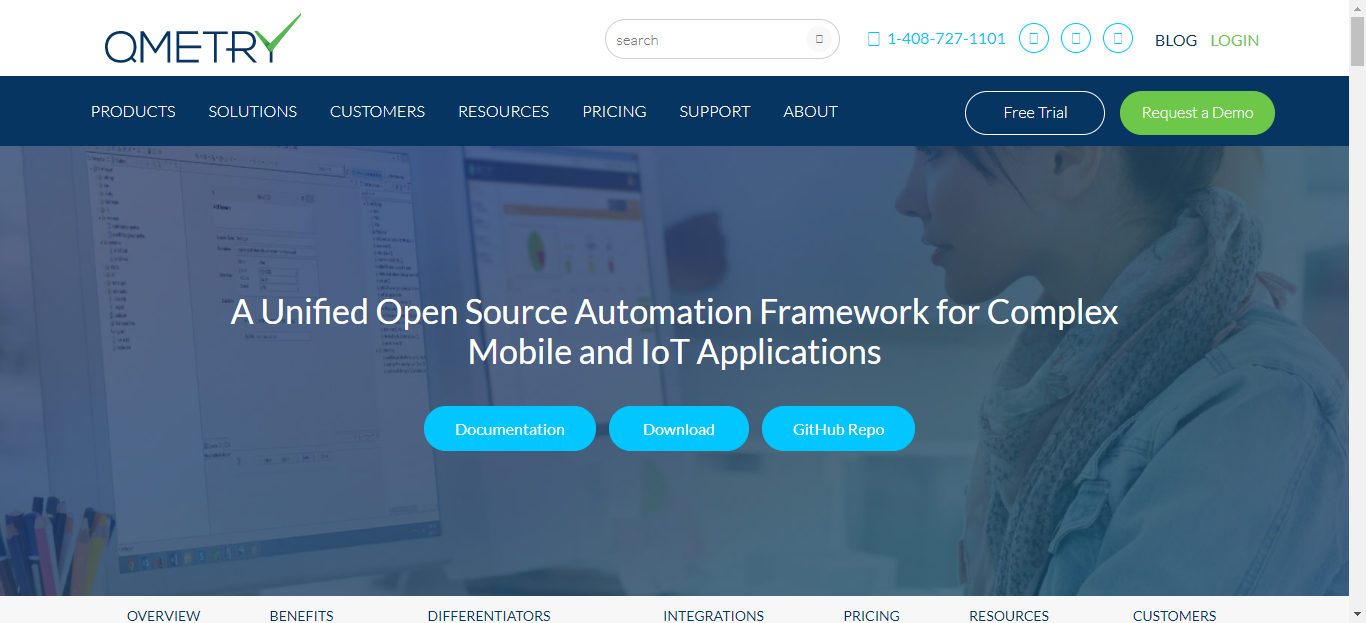 QMETRY
search
1-408-727-1101
BLOG LOGIN
PRODUCTS SOLUTIONS CUSTOMERS RESOURCES PRICING SUPPORT ABOUT
Free Trial
Request a Demo
A Unified Open Source Automation Framework for Complex
Mobile and IoT Applications
Documentation Download GitHub Repo
OVERVIEW BENEFITS DIFFERENTIATORS INTEGRATIONS PRICING RESOURCES CUSTOMERS